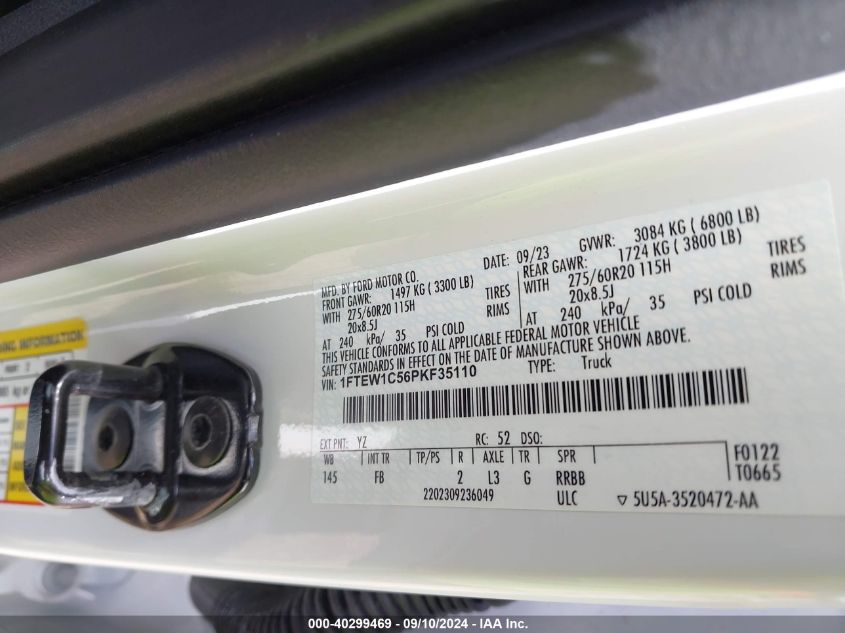 MFD. BY FORD MOTOR CO.
DATE: 09/23 GVWR: 3084 KG ( 6800 LB)
FRONT GAWR: 1497 KG ( 3300 LB) REAR GAWR: 1724 KG ( 3800 LB)
WITH 275/60R20 115H TIRES WITH 275/60R20 115H TIRES
20x8.5J RIMS 20x8.5J RIMS
AT 240 kPa/ 35 PSI COLD AT 240 kPa/ 35 PSI COLD
THIS VEHICLE CONFORMS TO ALL APPLICABLE FEDERAL MOTOR VEHICLE
SAFETY STANDARDS IN EFFECT ON THE DATE OF MANUFACTURE SHOWN ABOVE.
VIN: 1FTEW1C56PKF35110 TYPE: Truck
EXT PNT: YZ RC: 52 DSO:
WB INT TR TP/PS R AXLE TR SPR F0122
145 FB 2 L3 G RRBB T0665
2202309236049 ULC ▽ 5U5A-3520472-AA
INFORMATION
000-40299469 - 09/10/2024 - IAA Inc.